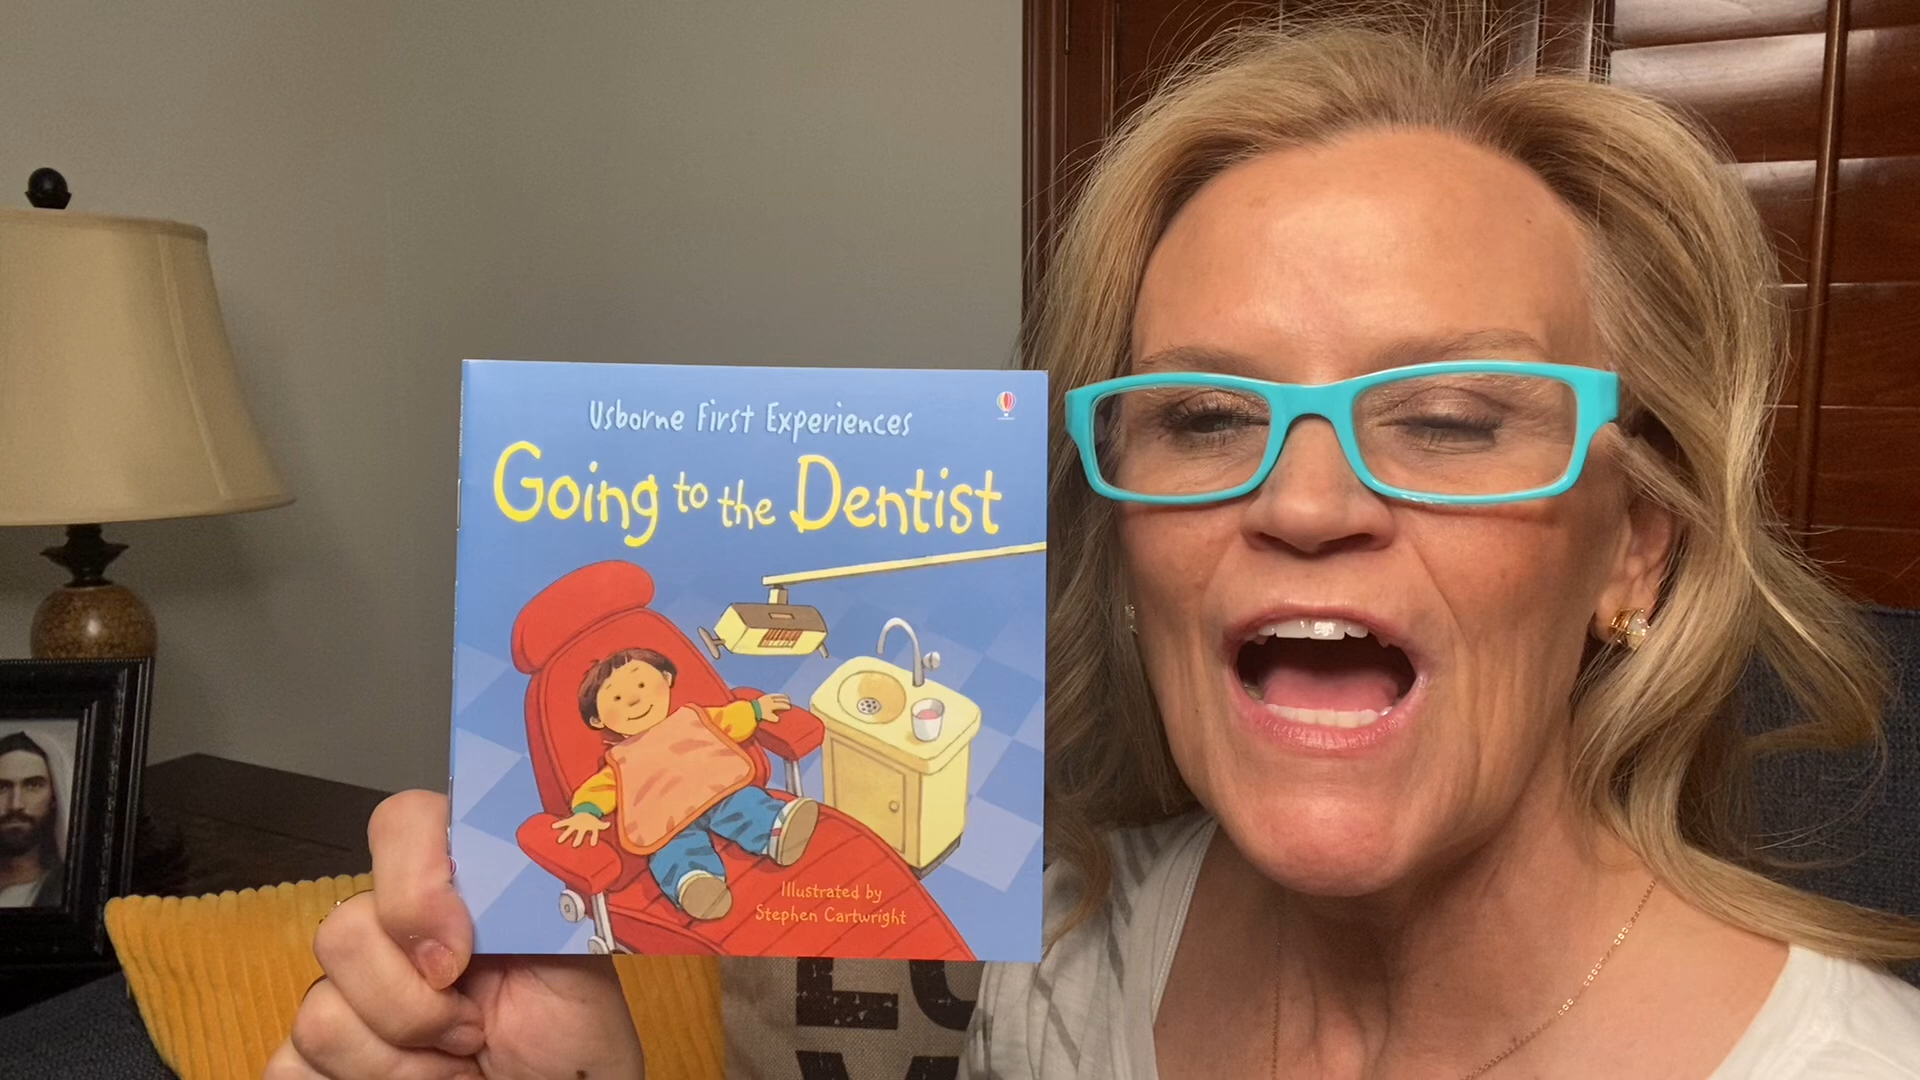 Usborne First Experiences
Going to the Dentist
Illustrated by
Stephen Cartwright